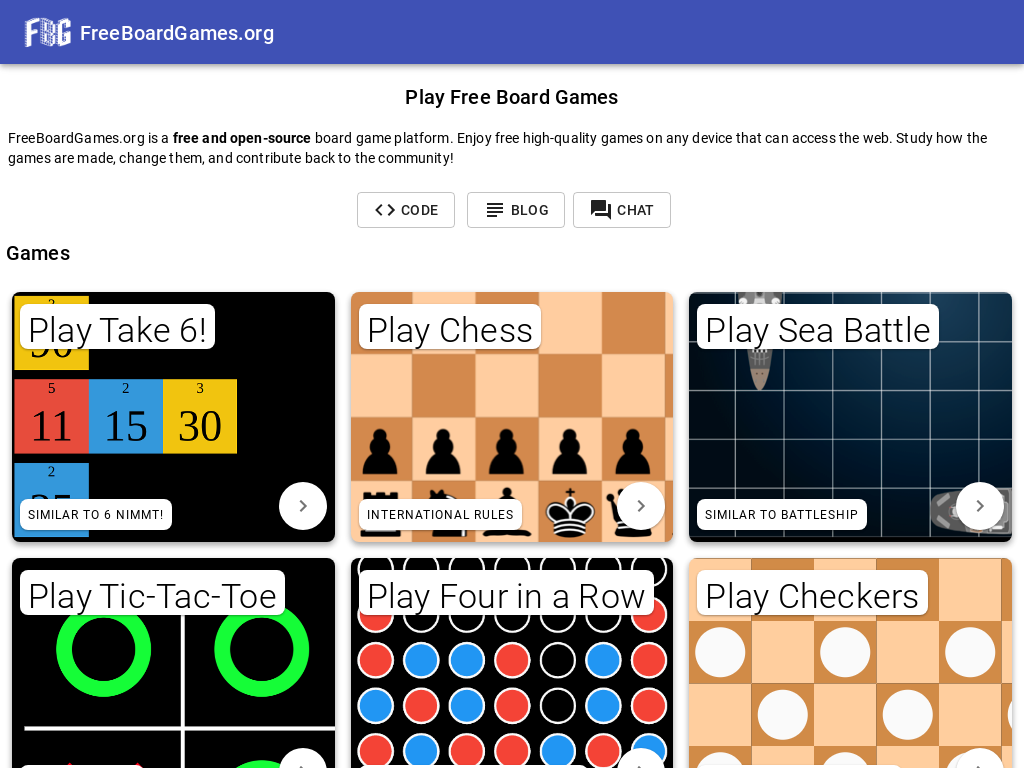 FBG FreeBoardGames.org
Play Free Board Games
FreeBoardGames.org is a free and open-source board game platform. Enjoy free high-quality games on any device that can access the web. Study how the
games are made, change them, and contribute back to the community!
CODE BLOG CHAT
Games
Play Take 6!
5 2 3
11 15 30
2
SIMILAR TO 6 NIMMT!
Play Chess
INTERNATIONAL RULES
Play Sea Battle
SIMILAR TO BATTLESHIP
Play Tic-Tac-Toe
Play Four in a Row
Play Checkers